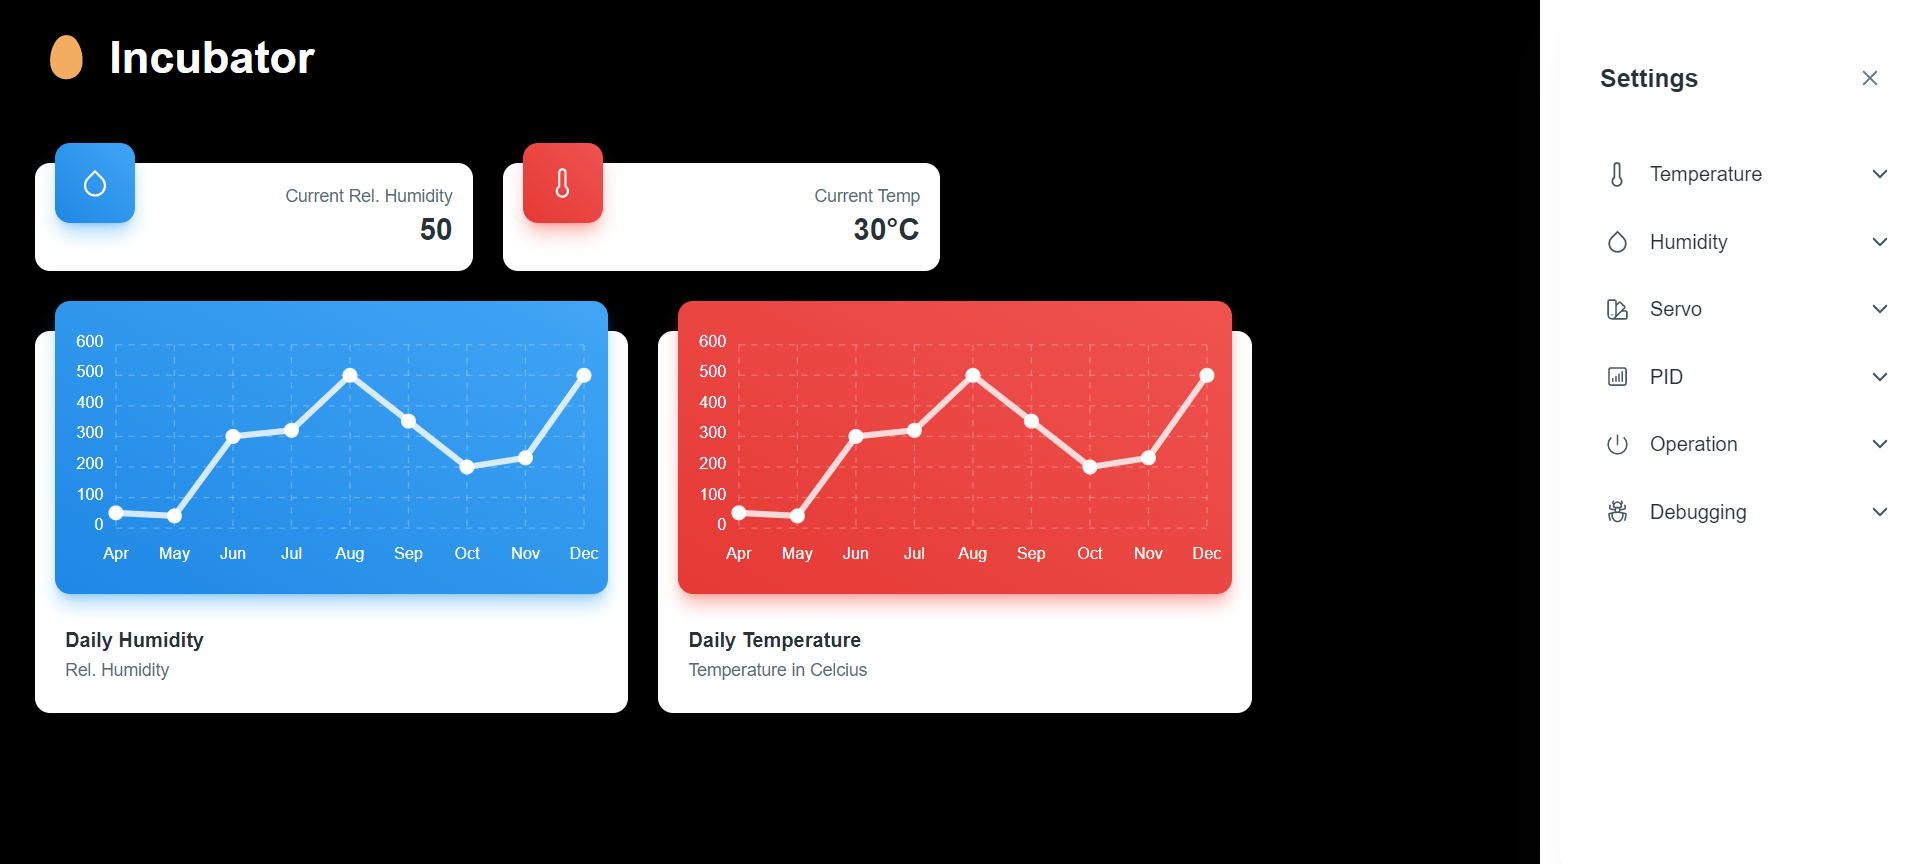 Incubator
Current Rel. Humidity
50
Current Temp
30°C
600
500
400
300
200
100
0
Apr May Jun Jul Aug Sep Oct Nov Dec
Daily Humidity
Rel. Humidity
600
500
400
300
200
100
0
Apr May Jun Jul Aug Sep Oct Nov Dec
Daily Temperature
Temperature in Celcius
Settings
Temperature
Humidity
Servo
PID
Operation
Debugging